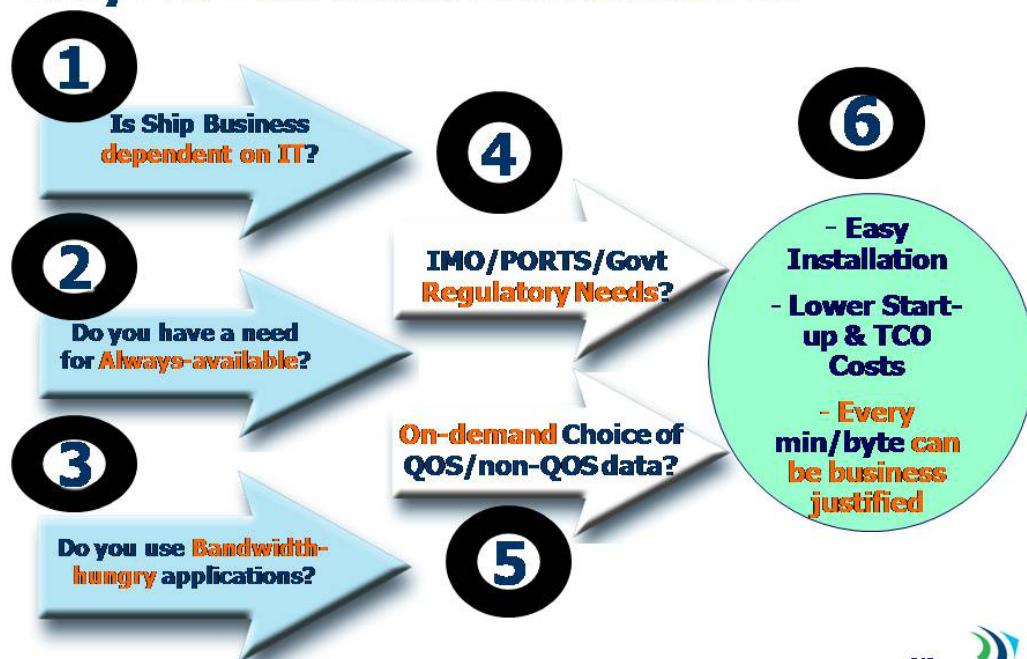 1
Is Ship Business
dependent on IT?
2
Do you have a need
for Always-available?
3
Do you use Bandwidth-
hungry applications?
4
IMO/PORTS/Govt
Regulatory Needs?
On-demand Choice of
QOS/non-QOS data?
5
6
- Easy
Installation
- Lower Start-
up & TCO
Costs
- Every
min/byte can
be business
justified